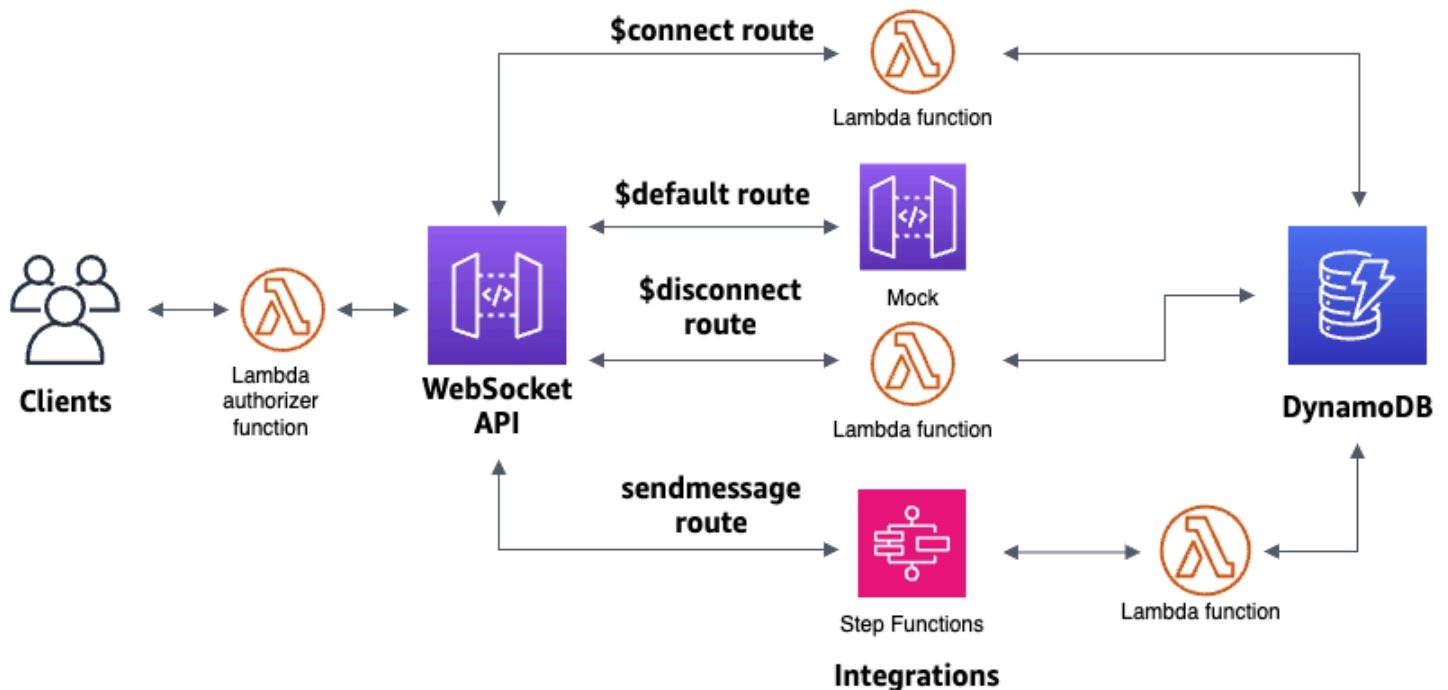 $connect route
Lambda function
$default route
Mock
$disconnect
route
Lambda function
Clients
Lambda
authorizer
function
WebSocket
API
DynamoDB
sendmessage
route
Step Functions
Lambda function
Integrations